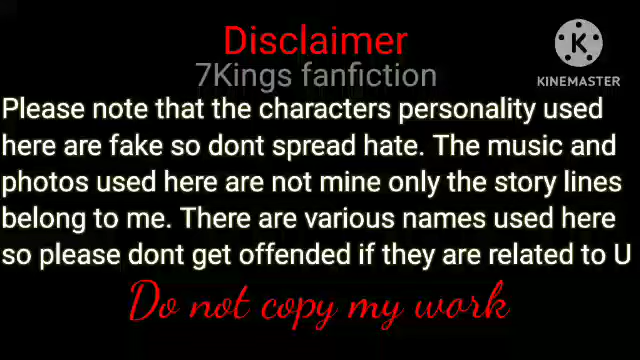 Disclaimer
7Kings fanfiction
KINEMASTER
Please note that the characters personality used
here are fake so dont spread hate. The music and
photos used here are not mine only the story lines
belong to me. There are various names used here
so please dont get offended if they are related to U
Do not copy my work